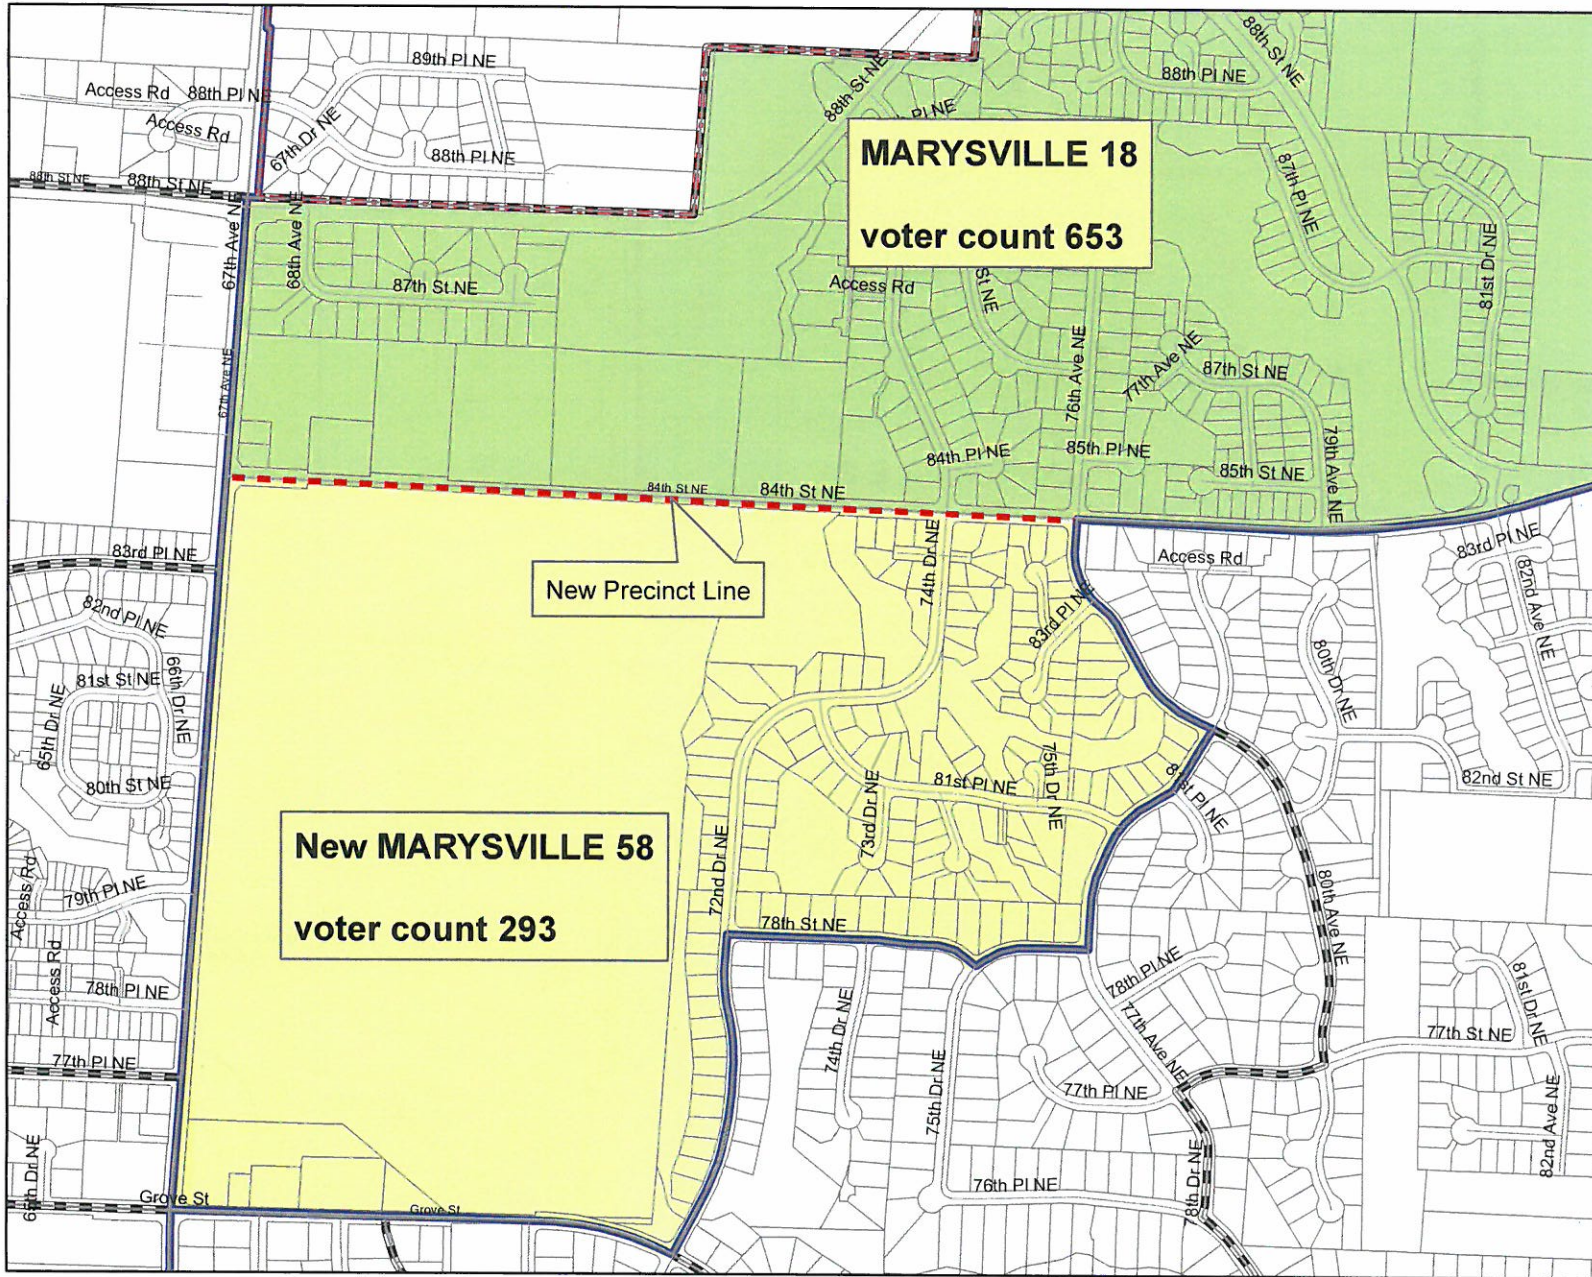 89th Pl NE
88th St NE
88th St NE
Access Rd
88th Pl NE
88th Pl NE
Access Rd
67th Dr NE
88th Pl NE
Pl NE
MARYSVILLE 18
voter count 653
88th St NE
88th St NE
87th Pl NE
67th Ave NE
68th Ave NE
87th St NE
Access Rd
St NE
81st Dr NE
67th Ave NE
76th Ave NE
77th Ave NE
87th St NE
79th Ave NE
84th Pl NE
85th Pl NE
85th St NE
84th St NE
84th St NE
New Precinct Line
83rd Pl NE
74th Dr NE
Access Rd
83rd Pl NE
82nd Ave NE
82nd Pl NE
83rd Pl NE
66th Dr NE
81st St NE
65th Dr NE
80th Dr NE
80th St NE
75th Dr NE
81st Pl NE
81st Pl NE
82nd St NE
73rd Dr NE
72nd Dr NE
New MARYSVILLE 58
voter count 293
Access Rd
79th Pl NE
78th St NE
80th Ave NE
Access Rd
78th Pl NE
78th Pl NE
81st Dr NE
74th Dr NE
77th Ave NE
77th St NE
77th Pl NE
75th Dr NE
77th Pl NE
82nd Ave NE
65th Dr NE
Grove St
Grove St
76th Pl NE
78th Dr NE